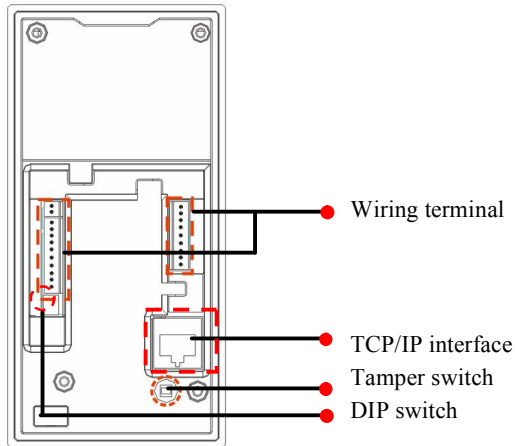 Wiring terminal
TCP/IP interface
Tamper switch
DIP switch